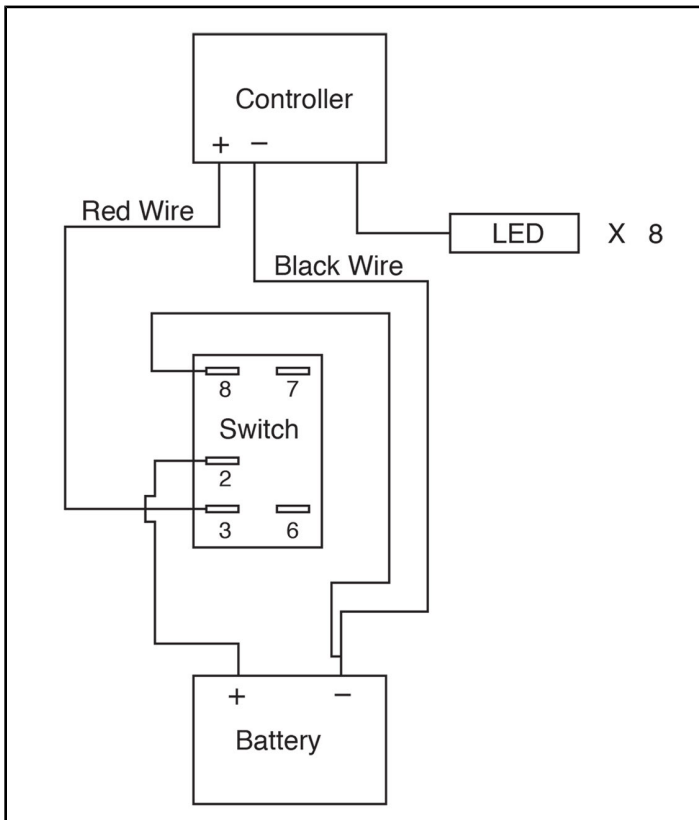 Controller
+ −
Red Wire
LED X 8
Black Wire
8 7
Switch
2
3 6
+ −
Battery